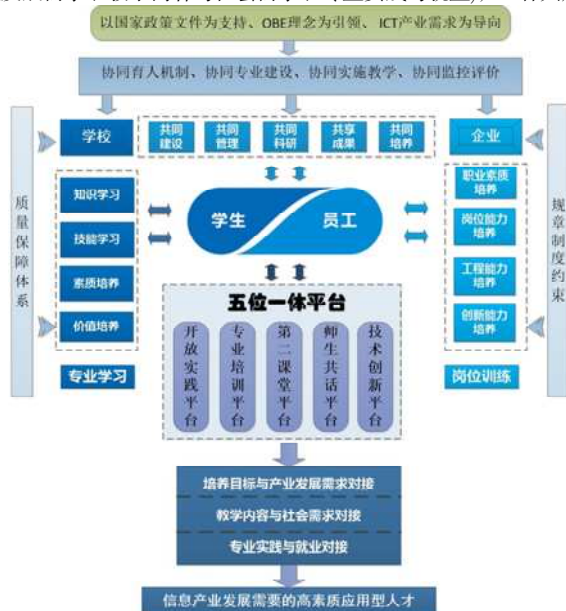 以国家政策文件为支持、OBE理念为引领、ICT产业需求为导向
协同育人机制、协同专业建设、协同实施教学、协同监控评价
学校
共同
建设
共同
管理
共同
科研
共享
成果
共同
培养
企业
质量保障体系
知识学习
技能学习
素质培养
价值培养
专业学习
学生
员工
职业素质
培养
岗位能力
培养
工程能力
培养
创新能力
培养
岗位训练
规章制度约束
五位一体平台
开放实践平台
专业培训平台
第二课堂平台
师生共话平台
技术创新平台
培养目标与产业发展需求对接
教学内容与社会需求对接
专业实践与就业对接
信息产业发展需要的高素质应用型人才